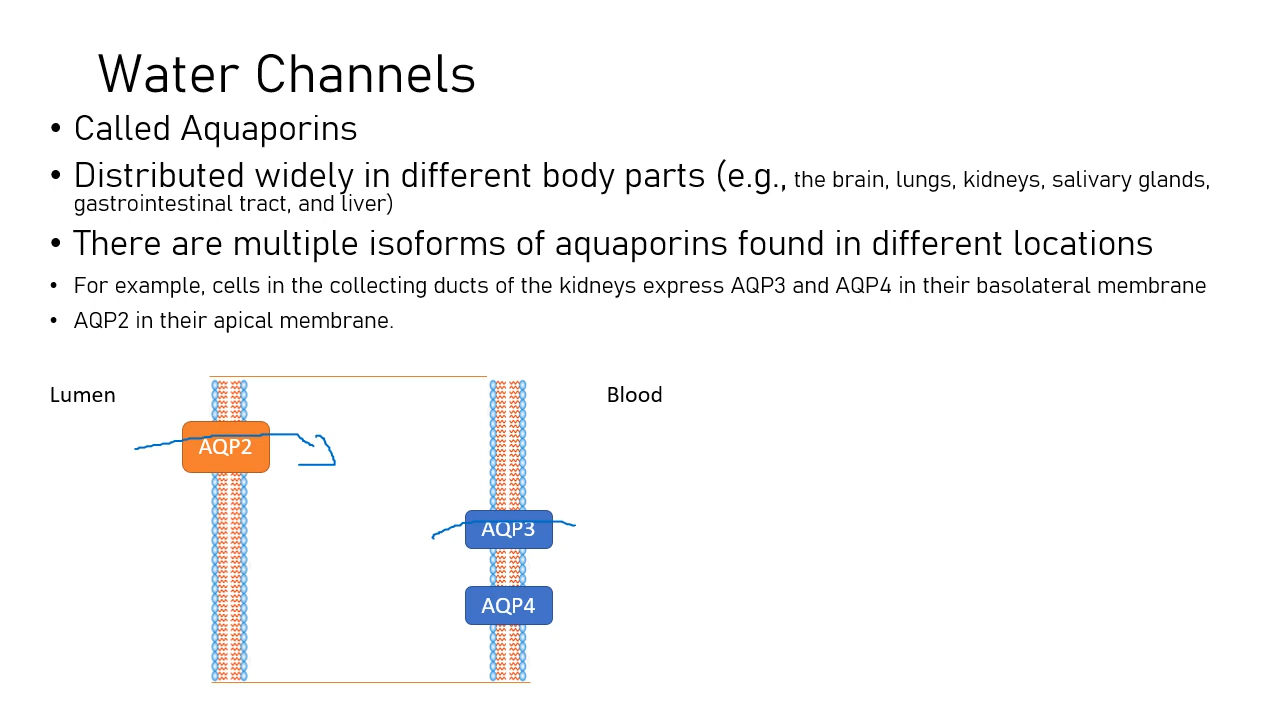 Water Channels
• Called Aquaporins
• Distributed widely in different body parts (e.g., the brain, lungs, kidneys, salivary glands,
gastrointestinal tract, and liver)
• There are multiple isoforms of aquaporins found in different locations
• For example, cells in the collecting ducts of the kidneys express AQP3 and AQP4 in their basolateral membrane
• AQP2 in their apical membrane.
Lumen
Blood
AQP2
AQP3
AQP4